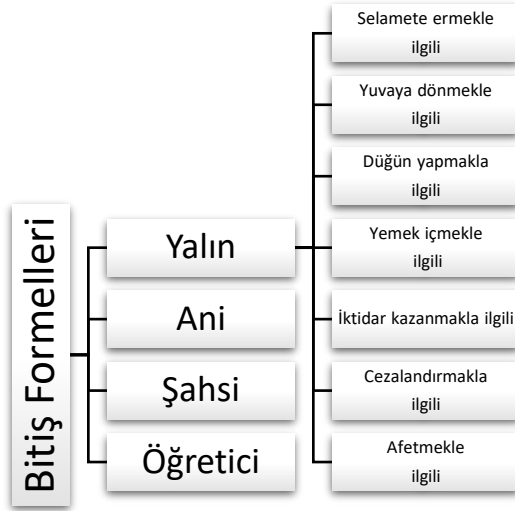 Bitiş Formelleri
Yalın
Ani
Şahsi
Öğretici
Selamete ermekle
ilgili
Yuvaya dönmekle
ilgili
Düğün yapmakla
ilgili
Yemek içmekle
ilgili
İktidar kazanmakla ilgili
Cezalandırmakla
ilgili
Afetmekle
ilgili